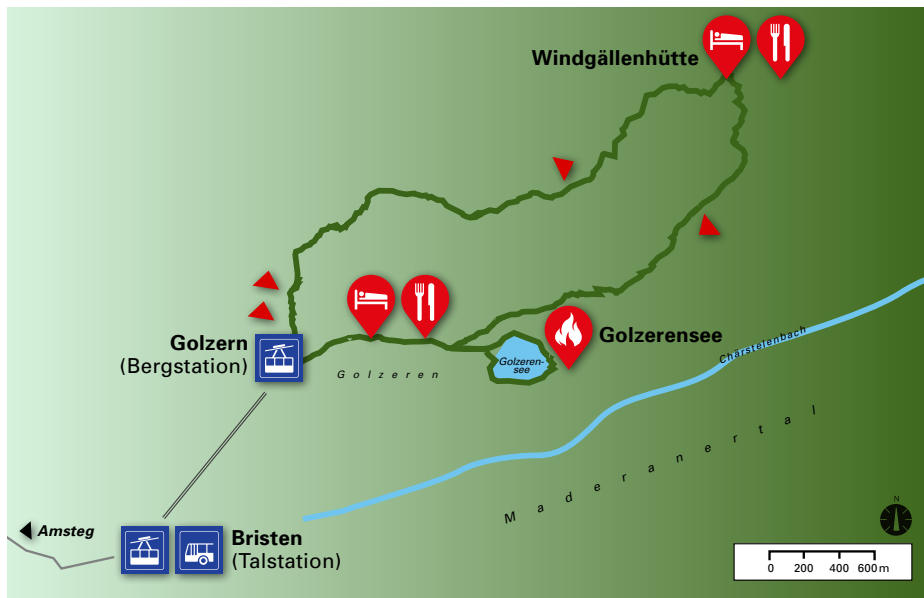 Windgällenhütte
Golzern
(Bergstation)
Golzerensee
Golzeren-
see
Golzeren
Chärstelenbach
Maderanertal
Amsteg
Bristen
(Talstation)
N
0 200 400 600 m